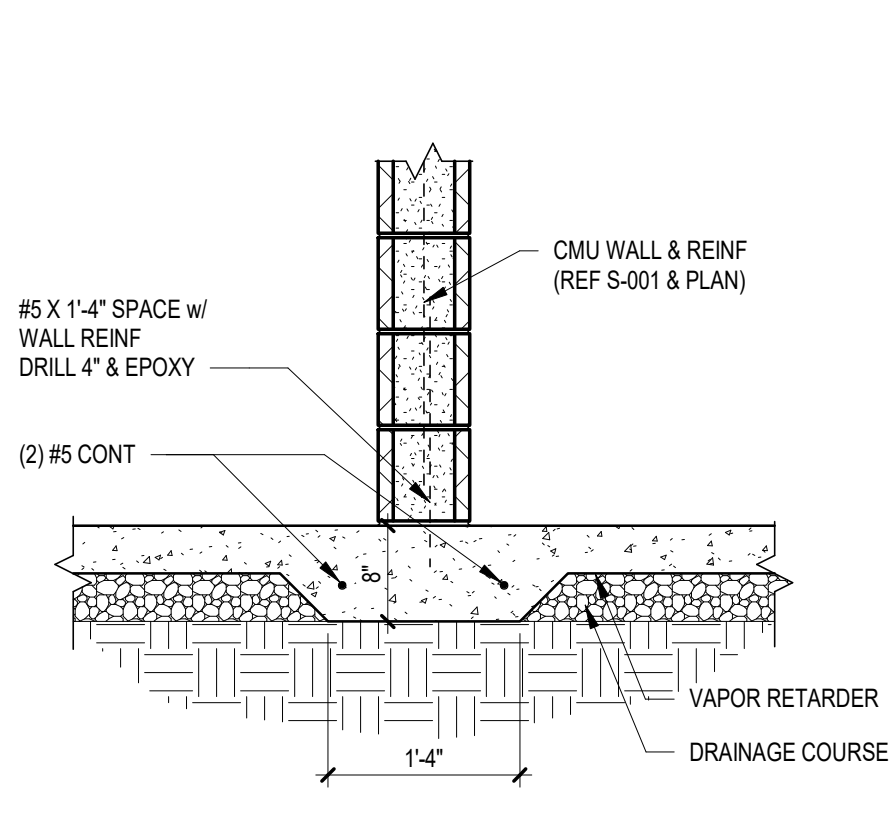 CMU WALL & REINF
(REF S-001 & PLAN)
#5 X 1'-4" SPACE w/
WALL REINF
DRILL 4" & EPOXY
(2) #5 CONT
8"
VAPOR RETARDER
DRAINAGE COURSE
1'-4"